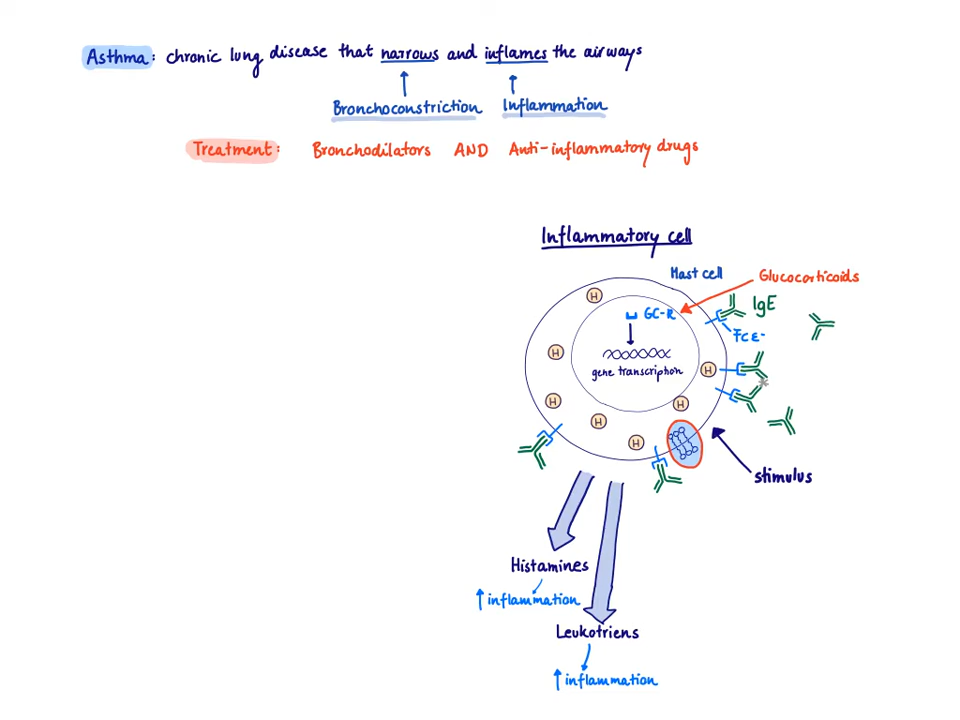 Asthma: chronic lung disease that narrows and inflames the airways
Bronchoconstriction Inflammation
Treatment: Bronchodilators AND Anti-inflammatory drugs
Inflammatory cell
Mast cell
Glucocorticoids
H
IgE
GC-R
Fcε-
H
gene transcription
H
H
H
H
H
stimulus
Histamines
↑ inflammation
Leukotriens
↑ inflammation